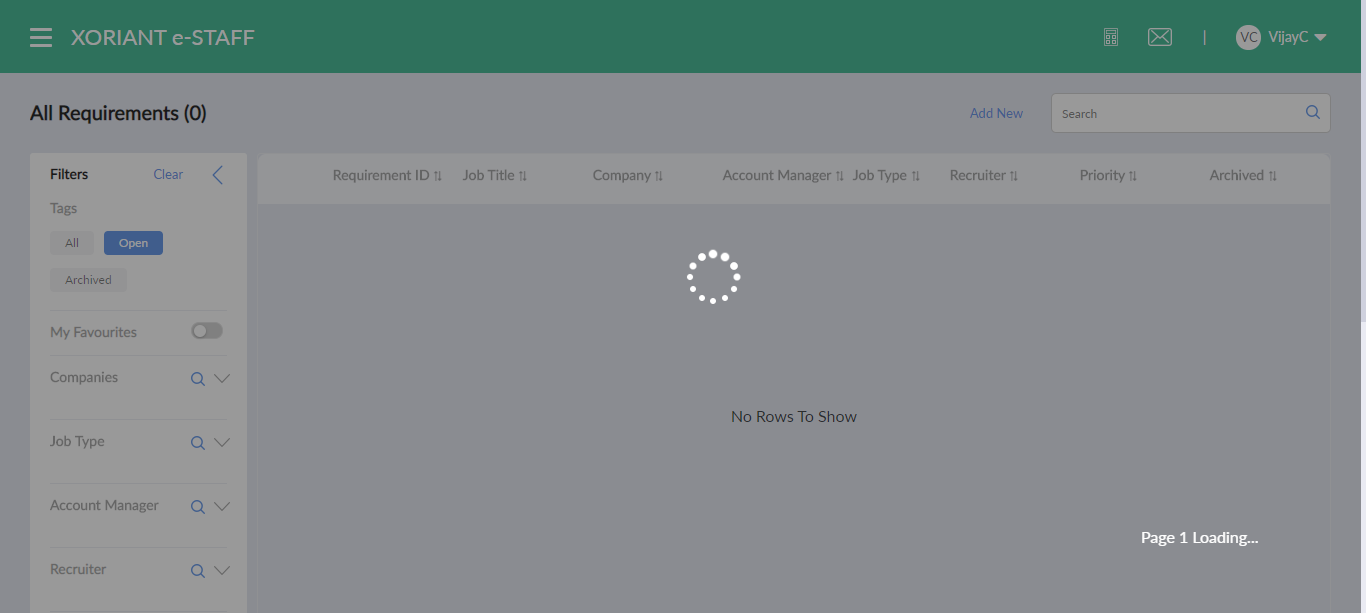 XORIANT e-STAFF
| VC VijayC
All Requirements (0)
Add New
Search
Filters Clear
Tags
All Open
Archived
My Favourites
Companies
Job Type
Account Manager
Recruiter
Requirement ID Job Title Company Account Manager Job Type Recruiter Priority Archived
No Rows To Show
Page 1 Loading...